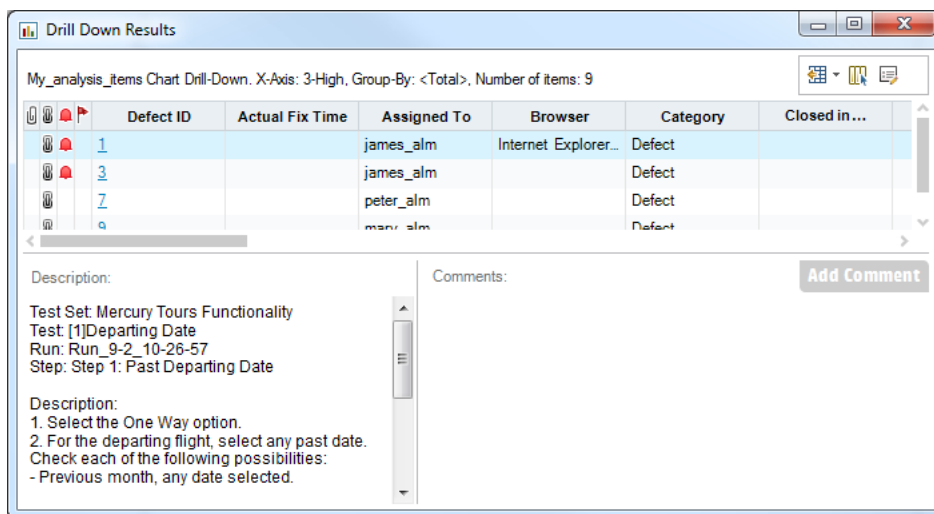 Drill Down Results
My_analysis_items Chart Drill-Down. X-Axis: 3-High, Group-By: <Total>, Number of items: 9
Defect ID Actual Fix Time Assigned To Browser Category Closed in...
1 james_alm Internet Explorer... Defect
3 james_alm Defect
7 peter_alm Defect
9 mary_alm Defect
Description:
Test Set: Mercury Tours Functionality
Test: [1]Departing Date
Run: Run_9-2_10-26-57
Step: Step 1: Past Departing Date
Description:
1. Select the One Way option.
2. For the departing flight, select any past date.
Check each of the following possibilities:
- Previous month, any date selected.
Comments:
Add Comment